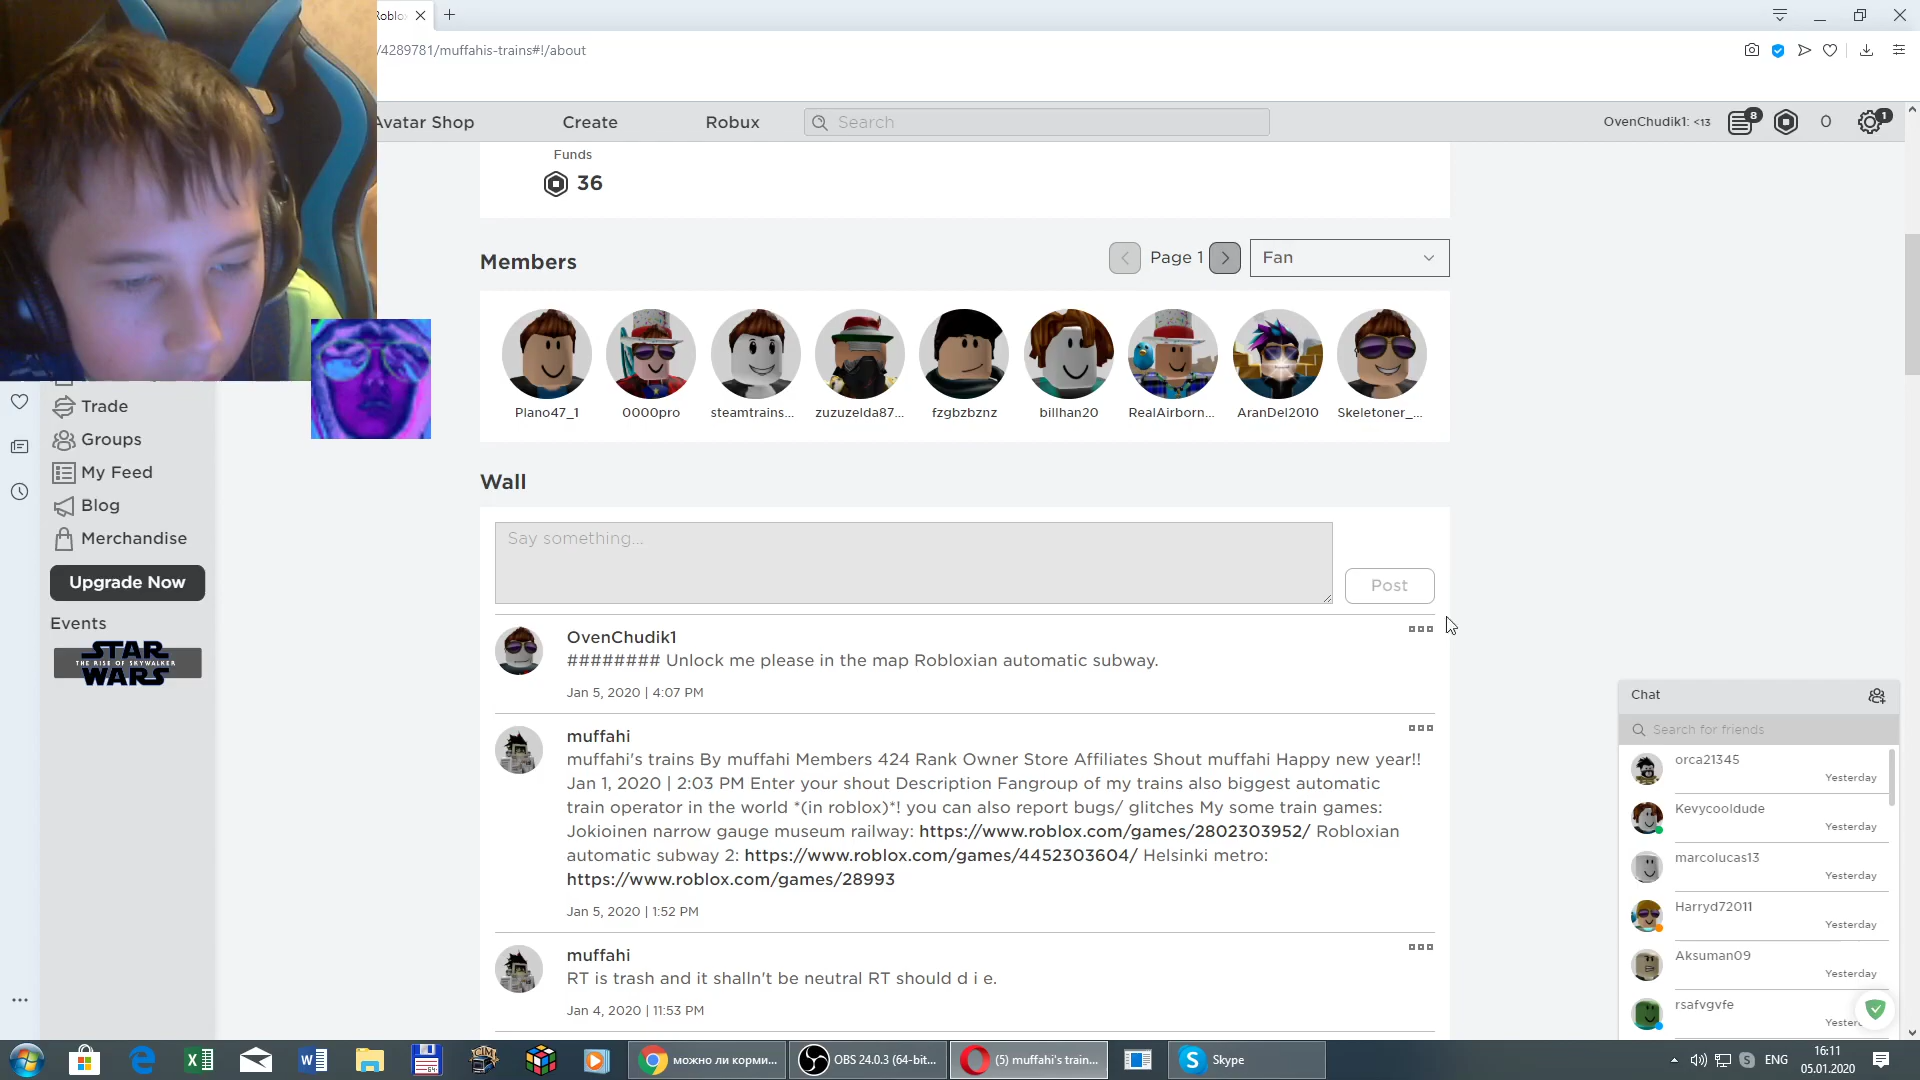 Roblo
/4289781/muffahis-trains#!/about
Avatar Shop
Create
Robux
Search
OvenChudik1: <13
8
0
1
Funds
36
Members
Page 1
Fan
Plano47_1
0000pro
steamtrains...
zuzuzelda87...
fzgbzbznz
billhan20
RealAirborn...
AranDel2010
Skeletoner_...
Trade
Groups
My Feed
Blog
Merchandise
Upgrade Now
Events
STAR
THE RISE OF SKYWALKER
WARS
Wall
Say something...
Post
OvenChudik1
######## Unlock me please in the map Robloxian automatic subway.
Jan 5, 2020 | 4:07 PM
muffahi
muffahi's trains By muffahi Members 424 Rank Owner Store Affiliates Shout muffahi Happy new year!!
Jan 1, 2020 | 2:03 PM Enter your shout Description Fangroup of my trains also biggest automatic
train operator in the world *(in roblox)*! you can also report bugs/ glitches My some train games:
Jokioinen narrow gauge museum railway: https://www.roblox.com/games/2802303952/ Robloxian
automatic subway 2: https://www.roblox.com/games/4452303604/ Helsinki metro:
https://www.roblox.com/games/28993
Jan 5, 2020 | 1:52 PM
muffahi
RT is trash and it shalln't be neutral RT should d i e.
Jan 4, 2020 | 11:53 PM
Chat
Search for friends
orca21345
Yesterday
Kevycooldude
Yesterday
marcolucas13
Yesterday
Harryd72011
Yesterday
Aksuman09
Yesterday
rsafvgvfe
Yester
можно ли корми...
OBS 24.0.3 (64-bit...
(5) muffahi's train...
Skype
ENG
16:11
05.01.2020